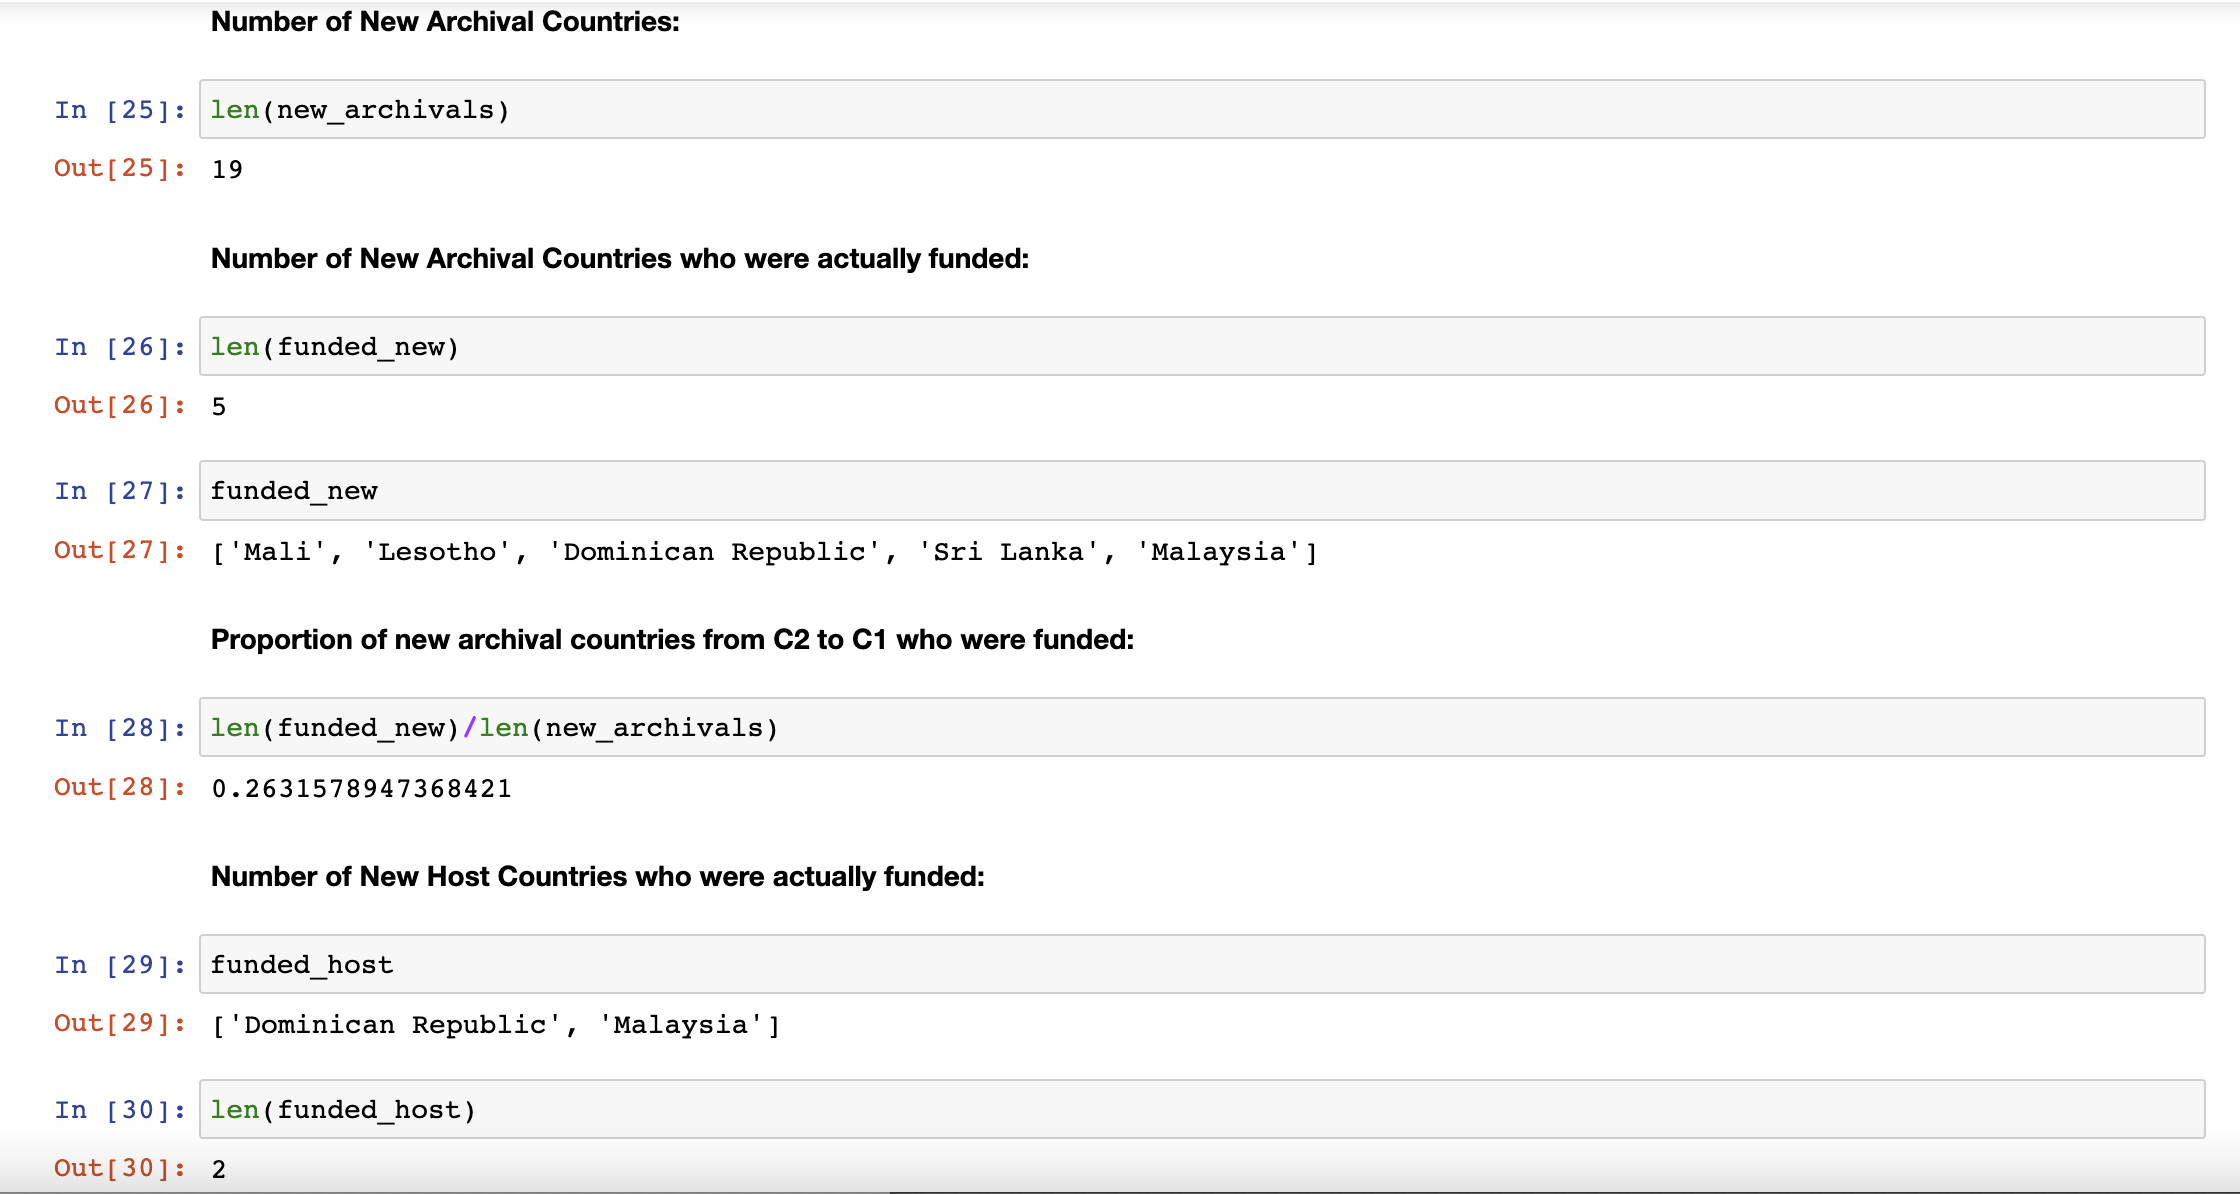 Number of New Archival Countries:
In [25]: len(new_archivals)
Out[25]: 19
Number of New Archival Countries who were actually funded:
In [26]: len(funded_new)
Out[26]: 5
In [27]: funded_new
Out[27]: ['Mali', 'Lesotho', 'Dominican Republic', 'Sri Lanka', 'Malaysia']
Proportion of new archival countries from C2 to C1 who were funded:
In [28]: len(funded_new)/len(new_archivals)
Out[28]: 0.2631578947368421
Number of New Host Countries who were actually funded:
In [29]: funded_host
Out[29]: ['Dominican Republic', 'Malaysia']
In [30]: len(funded_host)
Out[30]: 2